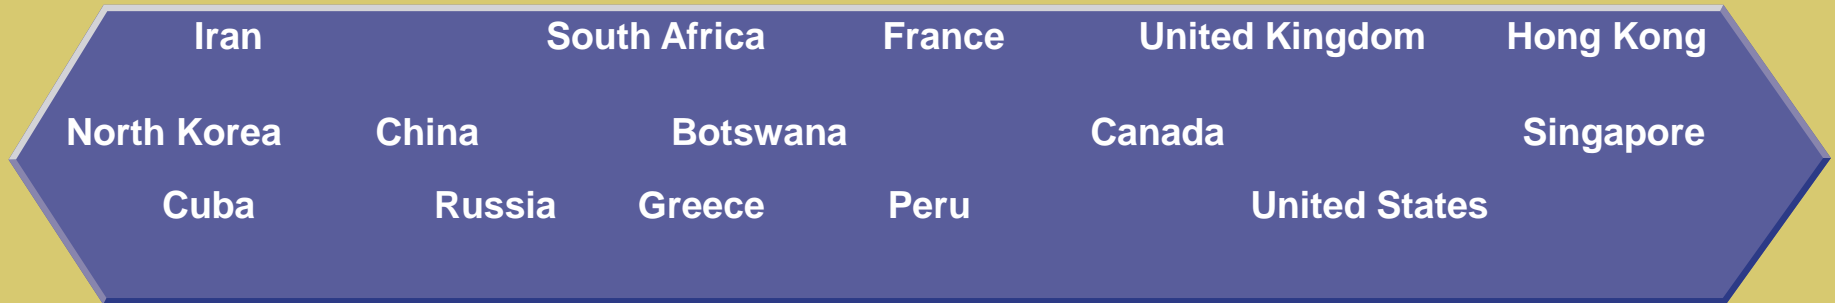 Iran South Africa France United Kingdom Hong Kong
North Korea China Botswana Canada Singapore
Cuba Russia Greece Peru United States